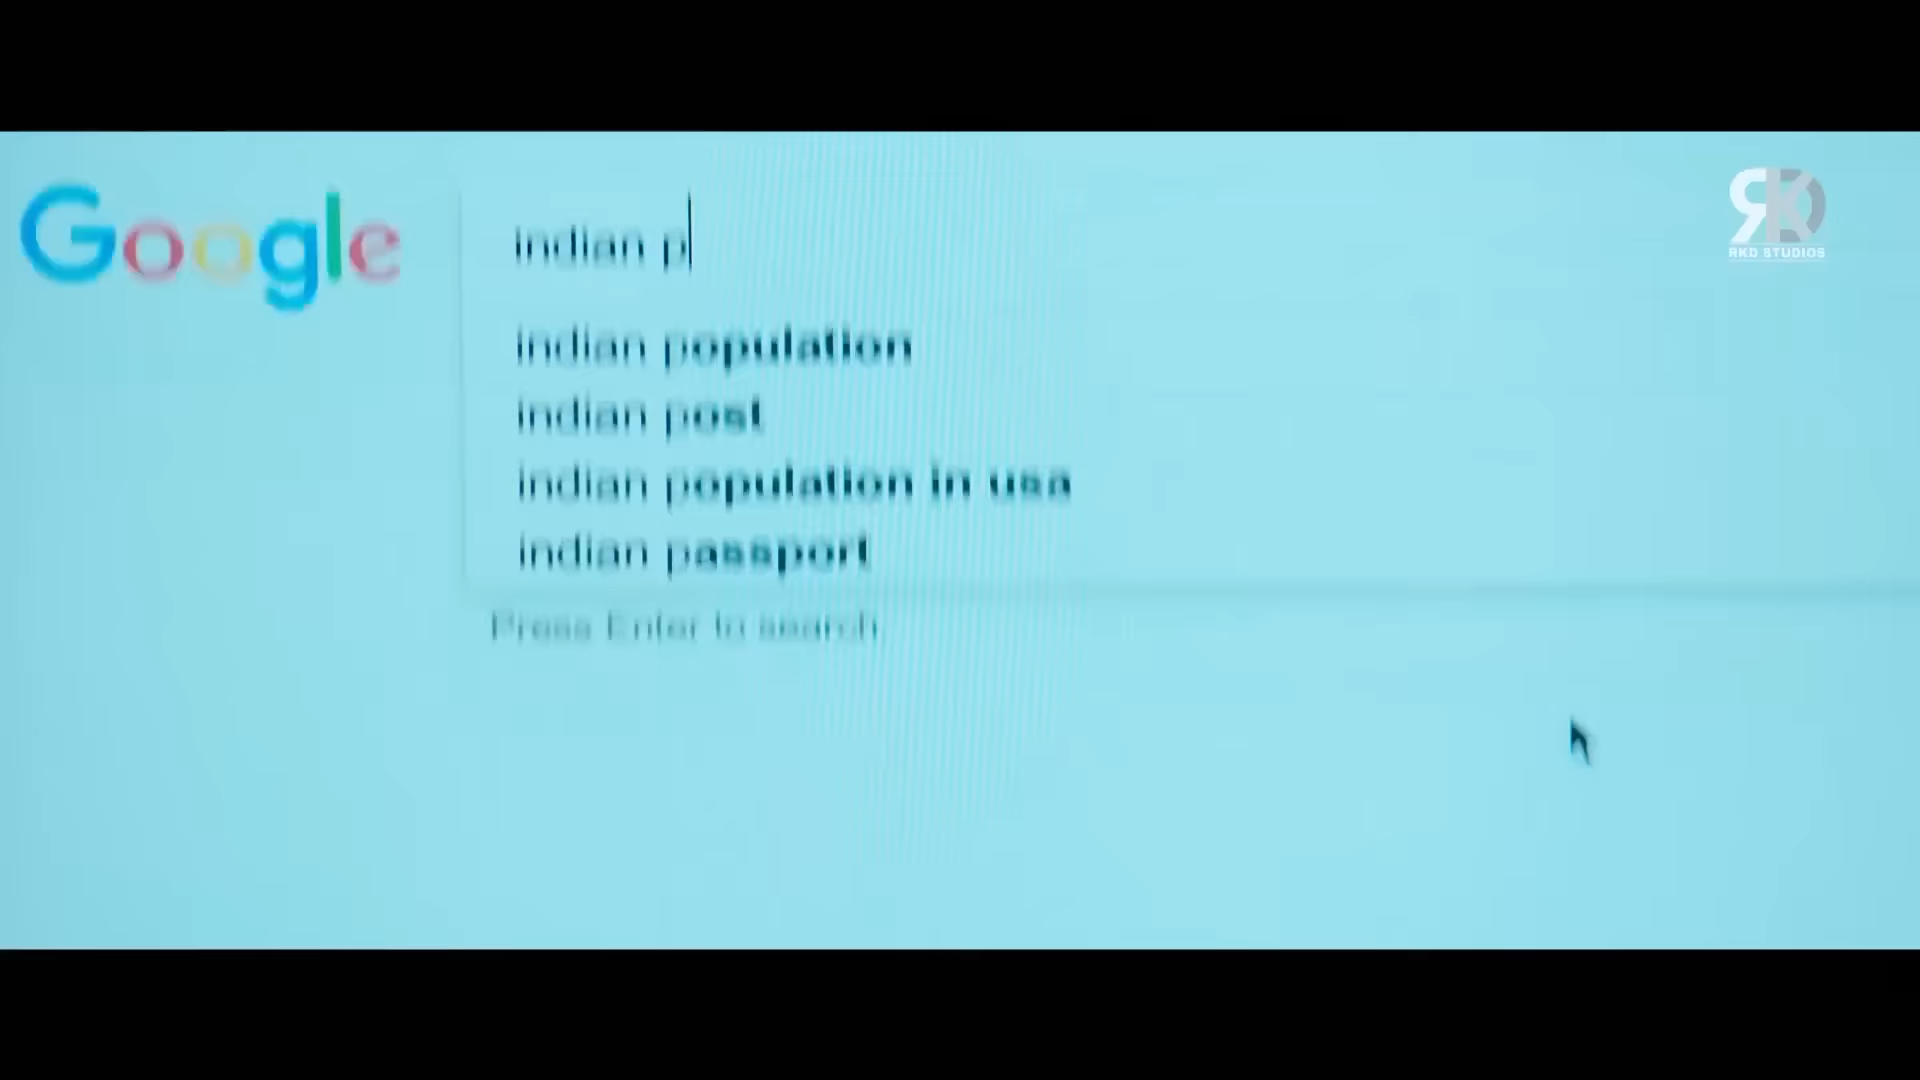 Google
indian p
RKD STUDIOS
indian population
indian post
indian population in usa
indian passport
Press Enter to search.